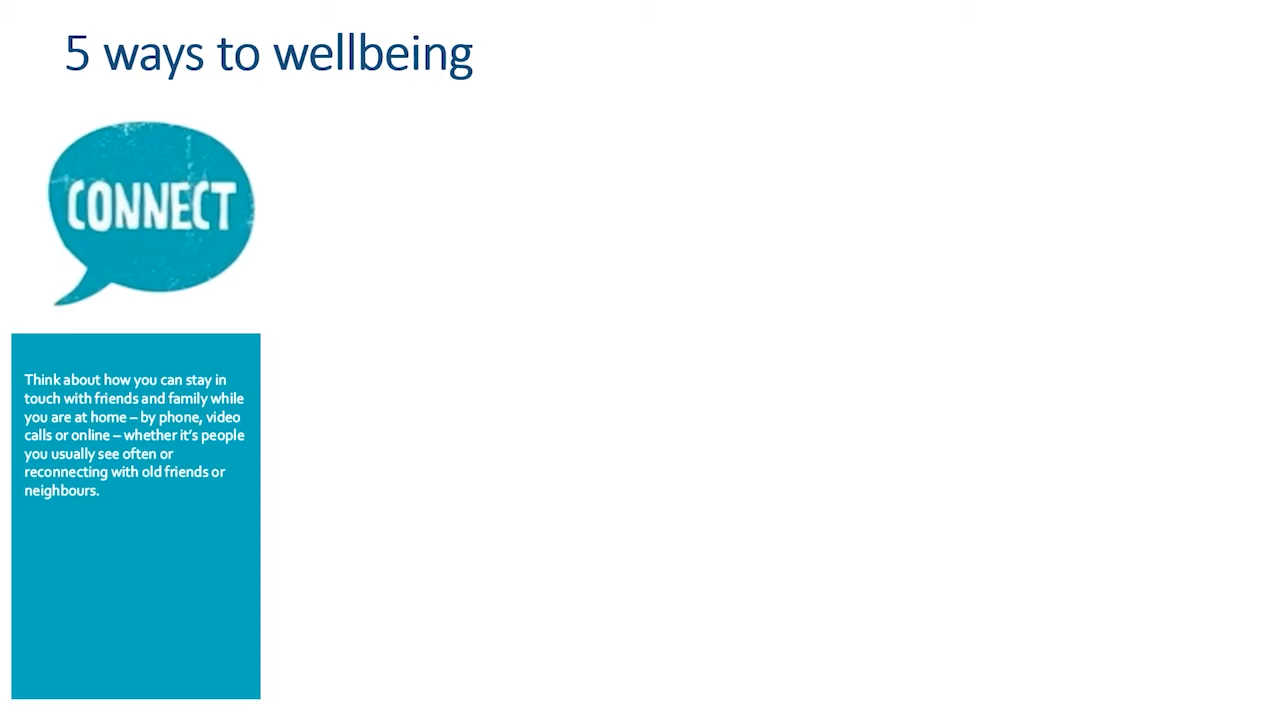 5 ways to wellbeing
CONNECT
Think about how you can stay in
touch with friends and family while
you are at home – by phone, video
calls or online – whether it's people
you usually see often or
reconnecting with old friends or
neighbours.